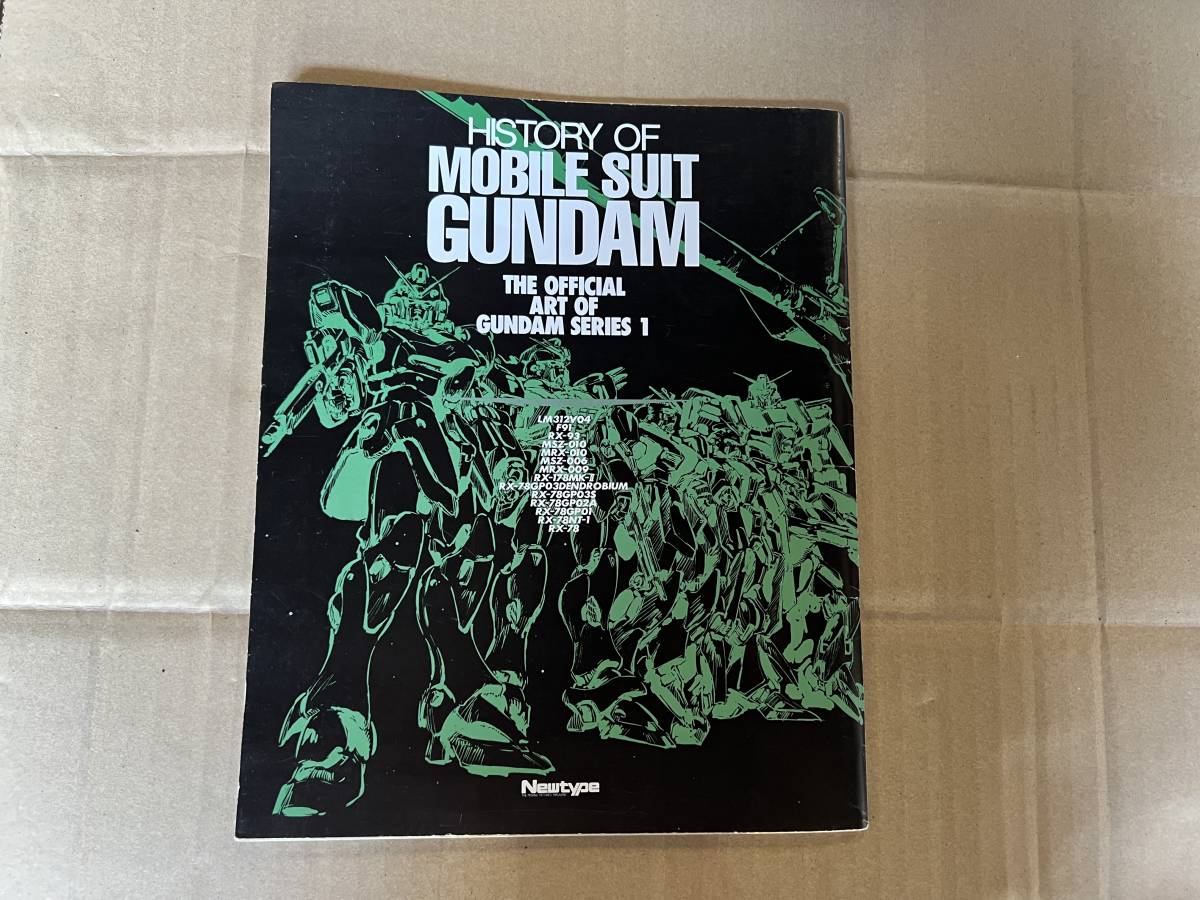 HISTORY OF
MOBILE SUIT
GUNDAM
THE OFFICIAL
ART OF
GUNDAM SERIES 1
LM312V04
F91
RX-93
MSZ-010
MRX-010
MSZ-006
MRX-009
RX-178MK-II
RX-78GP03DENDROBIUM
RX-78GP03S
RX-78GP02A
RX-78GP01
RX-78NT-1
RX-78
Newtype